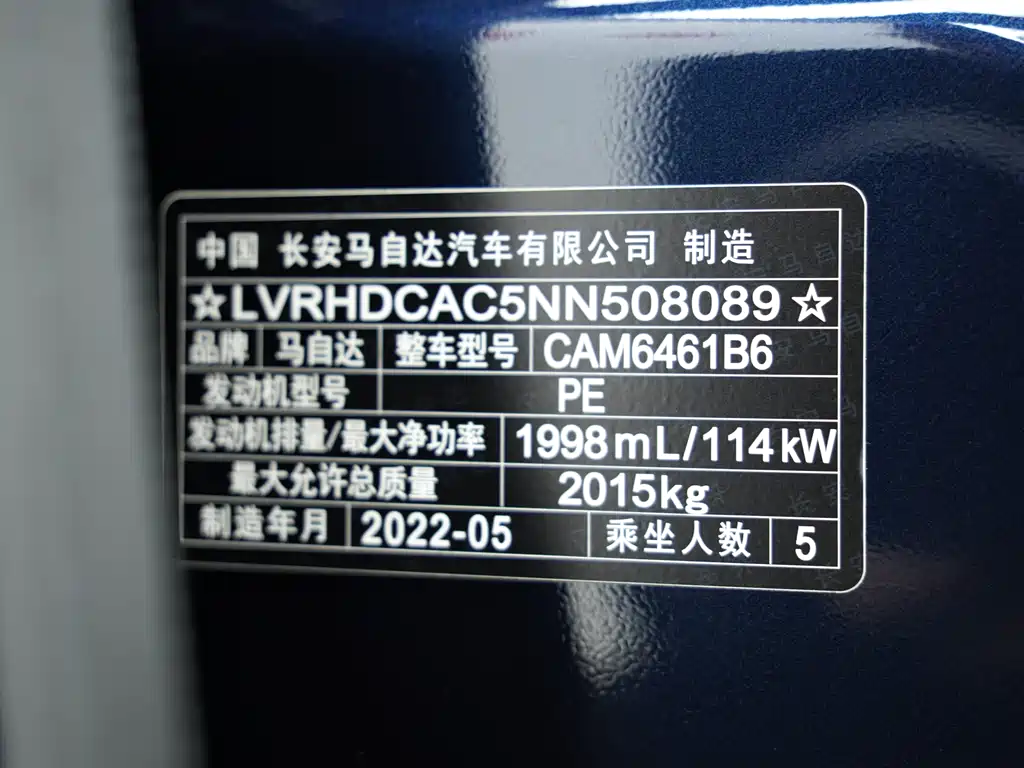 中国 长安马自达汽车有限公司 制造
☆LVRHDCAC5NN508089☆
品牌 马自达 整车型号 CAM6461B6
发动机型号 PE
发动机排量/最大净功率 1998mL/114kW
最大允许总质量 2015kg
制造年月 2022-05 乘坐人数 5